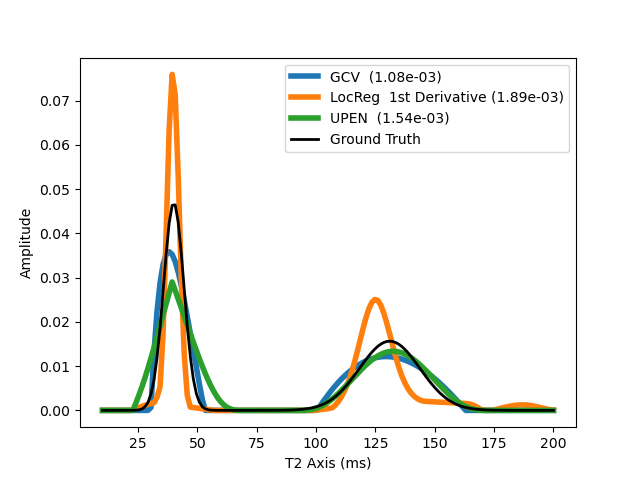 GCV  (1.08e-03)
LocReg  1st Derivative (1.89e-03)
UPEN  (1.54e-03)
Ground Truth
0.07
0.06
0.05
0.04
0.03
0.02
0.01
0.00
Amplitude
25 50 75 100 125 150 175 200
T2 Axis (ms)